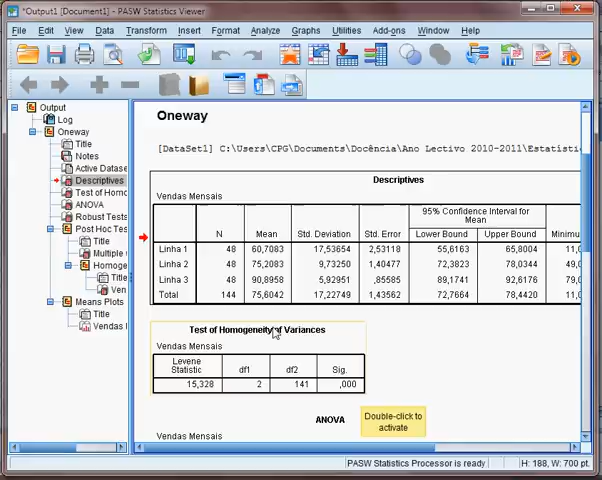 *Output1 [Document1] - PASW Statistics Viewer
File Edit View Data Transform Insert Format Analyze Graphs Utilities Add-ons Window Help
Output
Log
Oneway
Title
Notes
Active Datase
Descriptives
Test of Homo
ANOVA
Robust Tests
Post Hoc Test
Title
Multiple
Homoge
Title
Ven
Means Plots
Title
Vendas M
Oneway
[DataSet1] C:\Users\CPG\Documents\Docência\Ano Lectivo 2010-2011\Estatís
Descriptives
Vendas Mensais
95% Confidence Interval for Mean
N Mean Std. Deviation Std. Error Lower Bound Upper Bound Minimu
Linha 1 48 60,7083 17,53654 2,53118 55,6163 65,8004 11,0
Linha 2 48 75,2083 9,73250 1,40477 72,3823 78,0344 49,0
Linha 3 48 90,8958 5,92951 ,85585 89,1741 92,6176 79,0
Total 144 75,6042 17,22749 1,43562 72,7664 78,4420 11,0
Test of Homogeneity of Variances
Vendas Mensais
Levene Statistic df1 df2 Sig.
15,328 2 141 ,000
ANOVA
Double-click to
activate
Vendas Mensais
PASW Statistics Processor is ready H: 188, W: 700 pt.